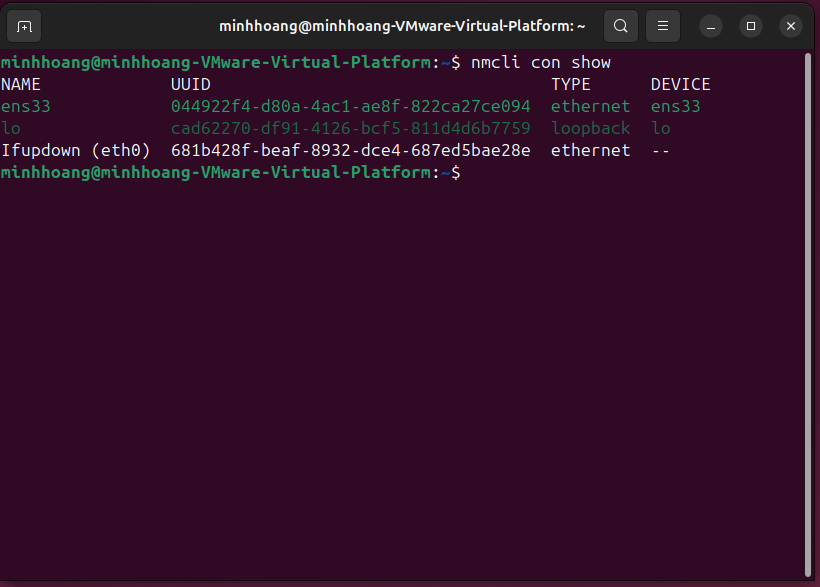 minhhoang@minhhoang-VMware-Virtual-Platform: ~
minhhoang@minhhoang-VMware-Virtual-Platform:~$ nmcli con show
NAME UUID TYPE DEVICE
ens33 044922f4-d80a-4ac1-ae8f-822ca27ce094 ethernet ens33
lo cad62270-df91-4126-bcf5-811d4d6b7759 loopback lo
Ifupdown (eth0) 681b428f-beaf-8932-dce4-687ed5bae28e ethernet --
minhhoang@minhhoang-VMware-Virtual-Platform:~$